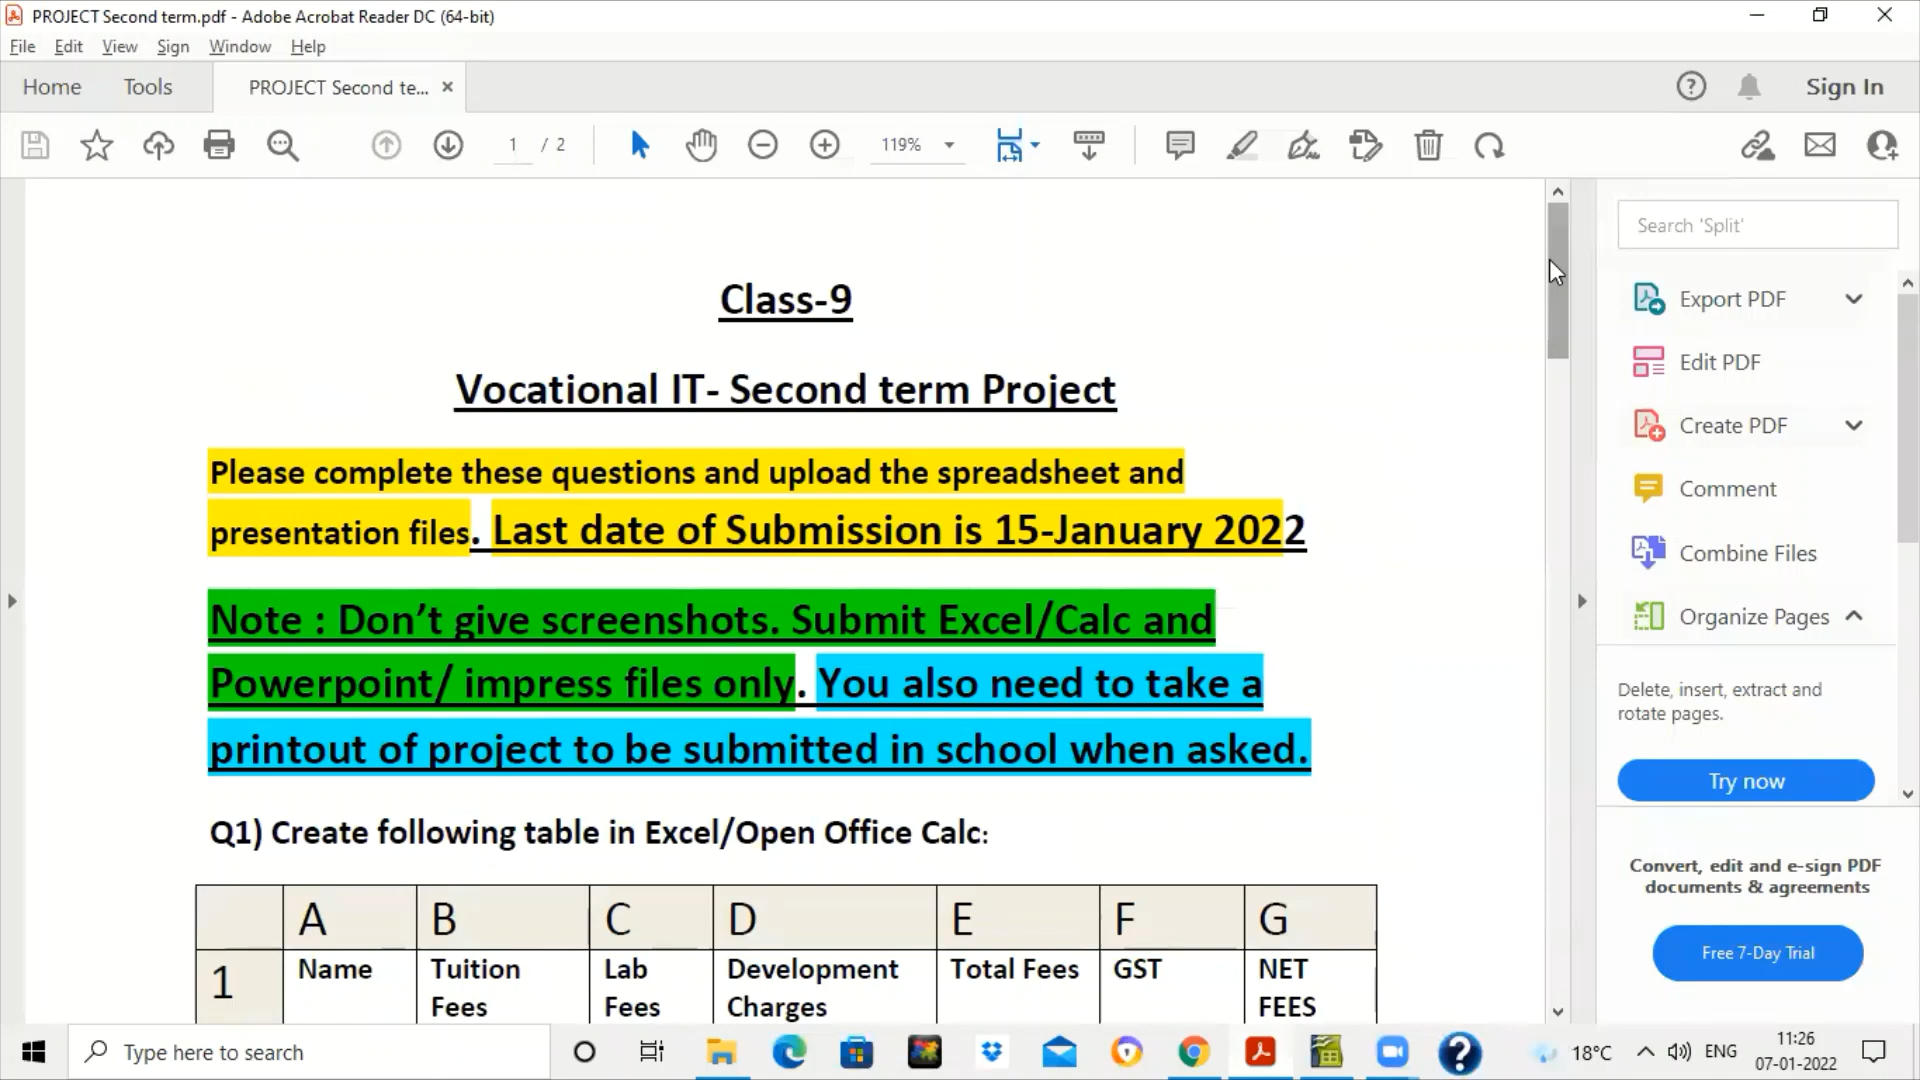 PROJECT Second term.pdf - Adobe Acrobat Reader DC (64-bit)
File Edit View Sign Window Help
Home Tools PROJECT Second te... × Sign In
1 / 2 119%
Class-9
Vocational IT- Second term Project
Please complete these questions and upload the spreadsheet and
presentation files. Last date of Submission is 15-January 2022
Note : Don’t give screenshots. Submit Excel/Calc and
Powerpoint/ impress files only. You also need to take a
printout of project to be submitted in school when asked.
Q1) Create following table in Excel/Open Office Calc:
A B C D E F G
1 Name Tuition Lab Development Total Fees GST NET
Fees Fees Charges FEES
Search 'Split'
Export PDF
Edit PDF
Create PDF
Comment
Combine Files
Organize Pages
Delete, insert, extract and
rotate pages.
Try now
Convert, edit and e-sign PDF
documents & agreements
Free 7-Day Trial
Type here to search
18°C ENG 11:26
07-01-2022